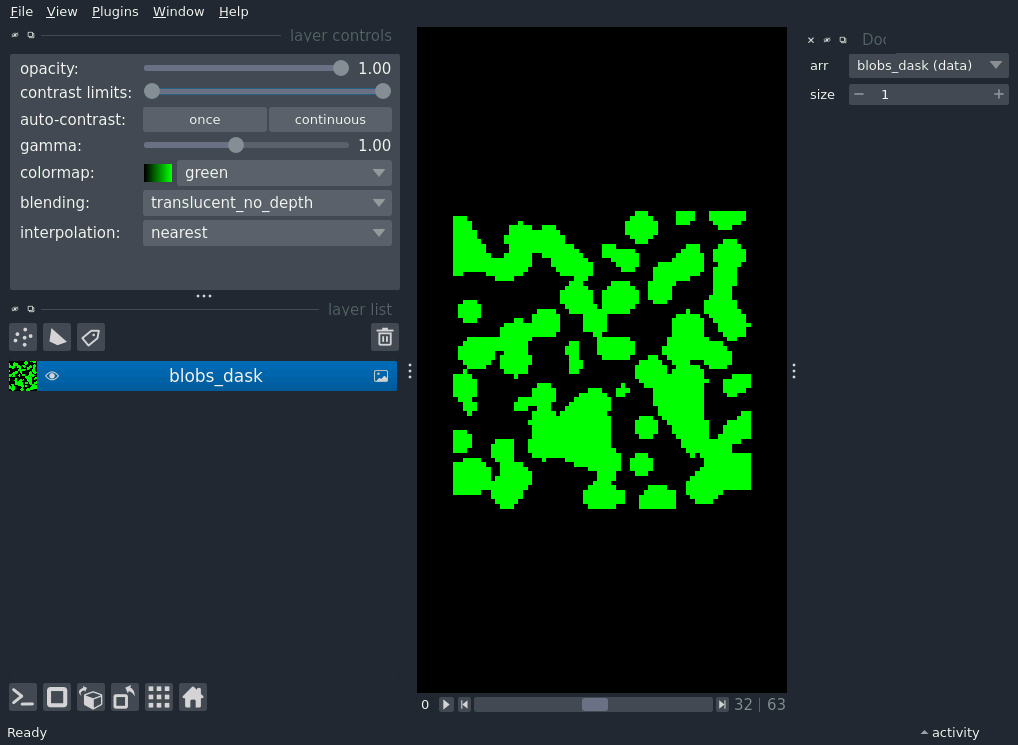 File View Plugins Window Help
layer controls
opacity: 1.00
contrast limits:
auto-contrast: once continuous
gamma: 1.00
colormap: green
blending: translucent_no_depth
interpolation: nearest
layer list
blobs_dask
0 32 | 63
Ready
activity
arr blobs_dask (data)
size 1